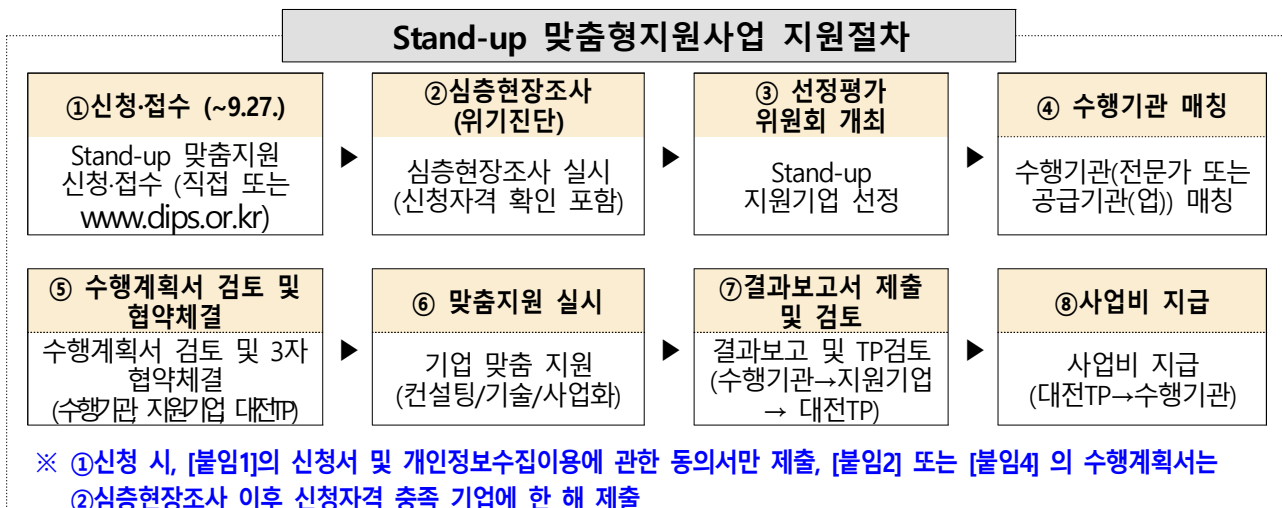 Stand-up 맞춤형지원사업 지원절차
①신청·접수 (~9.27.)
Stand-up 맞춤지원
신청·접수 (직접 또는
www.dips.or.kr)
▶
②심층현장조사
(위기진단)
심층현장조사 실시
(신청자격 확인 포함)
▶
③ 선정평가
위원회 개최
Stand-up
지원기업 선정
▶
④ 수행기관 매칭
수행기관(전문가 또는
공급기관(업)) 매칭
⑤ 수행계획서 검토 및
협약체결
수행계획서 검토 및 3자
협약체결
(수행기관, 지원기업, 대전TP)
▶
⑥ 맞춤지원 실시
기업 맞춤 지원
(컨설팅/기술/사업화)
▶
⑦결과보고서 제출
및 검토
결과보고 및 TP검토
(수행기관→지원기업
→ 대전TP)
▶
⑧사업비 지급
사업비 지급
(대전TP→수행기관)
※ ①신청 시, [붙임1]의 신청서 및 개인정보수집이용에 관한 동의서만 제출, [붙임2] 또는 [붙임4] 의 수행계획서는
②심층현장조사 이후 신청자격 충족 기업에 한 해 제출